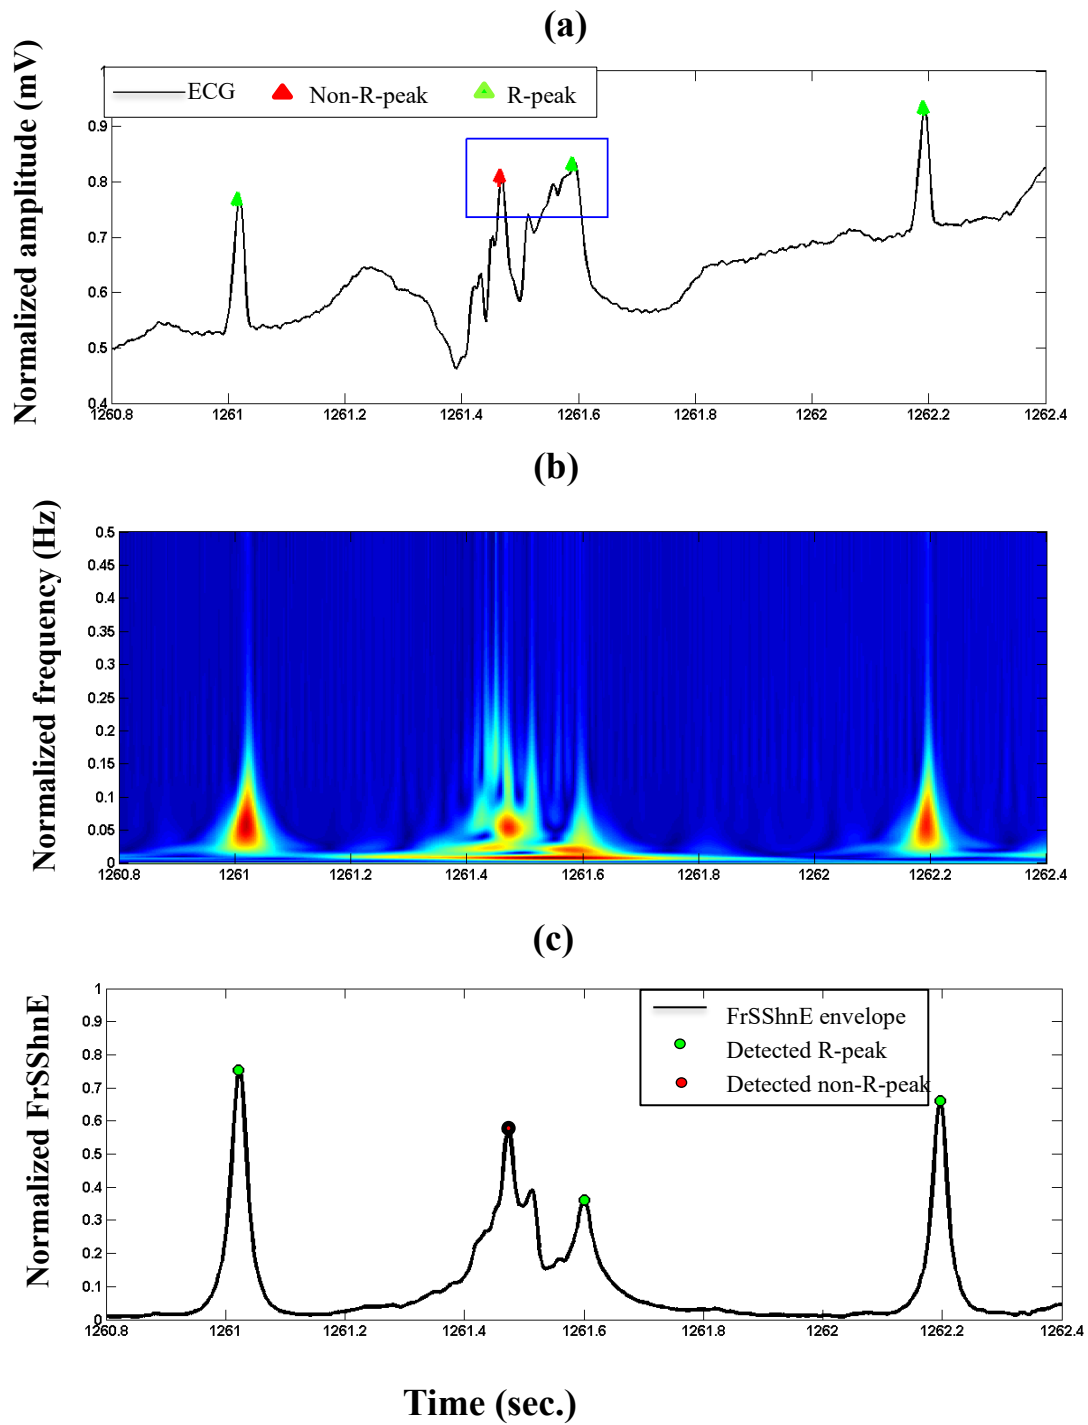 (a)
Normalized amplitude (mV)
1
ECG Non-R-peak R-peak
0.9
0.8
0.7
0.6
0.5
0.4
1260.8 1261 1261.2 1261.4 1261.6 1261.8 1262 1262.2 1262.4
(b)
Normalized frequency (Hz)
0.5
0.45
0.4
0.35
0.3
0.25
0.2
0.15
0.1
0.05
0
1260.8 1261 1261.2 1261.4 1261.6 1261.8 1262 1262.2 1262.4
(c)
Normalized FrSShnE
1
0.9
0.8
0.7
0.6
0.5
0.4
0.3
0.2
0.1
0
FrSShnE envelope
Detected R-peak
Detected non-R-peak
1260.8 1261 1261.2 1261.4 1261.6 1261.8 1262 1262.2 1262.4
Time (sec.)